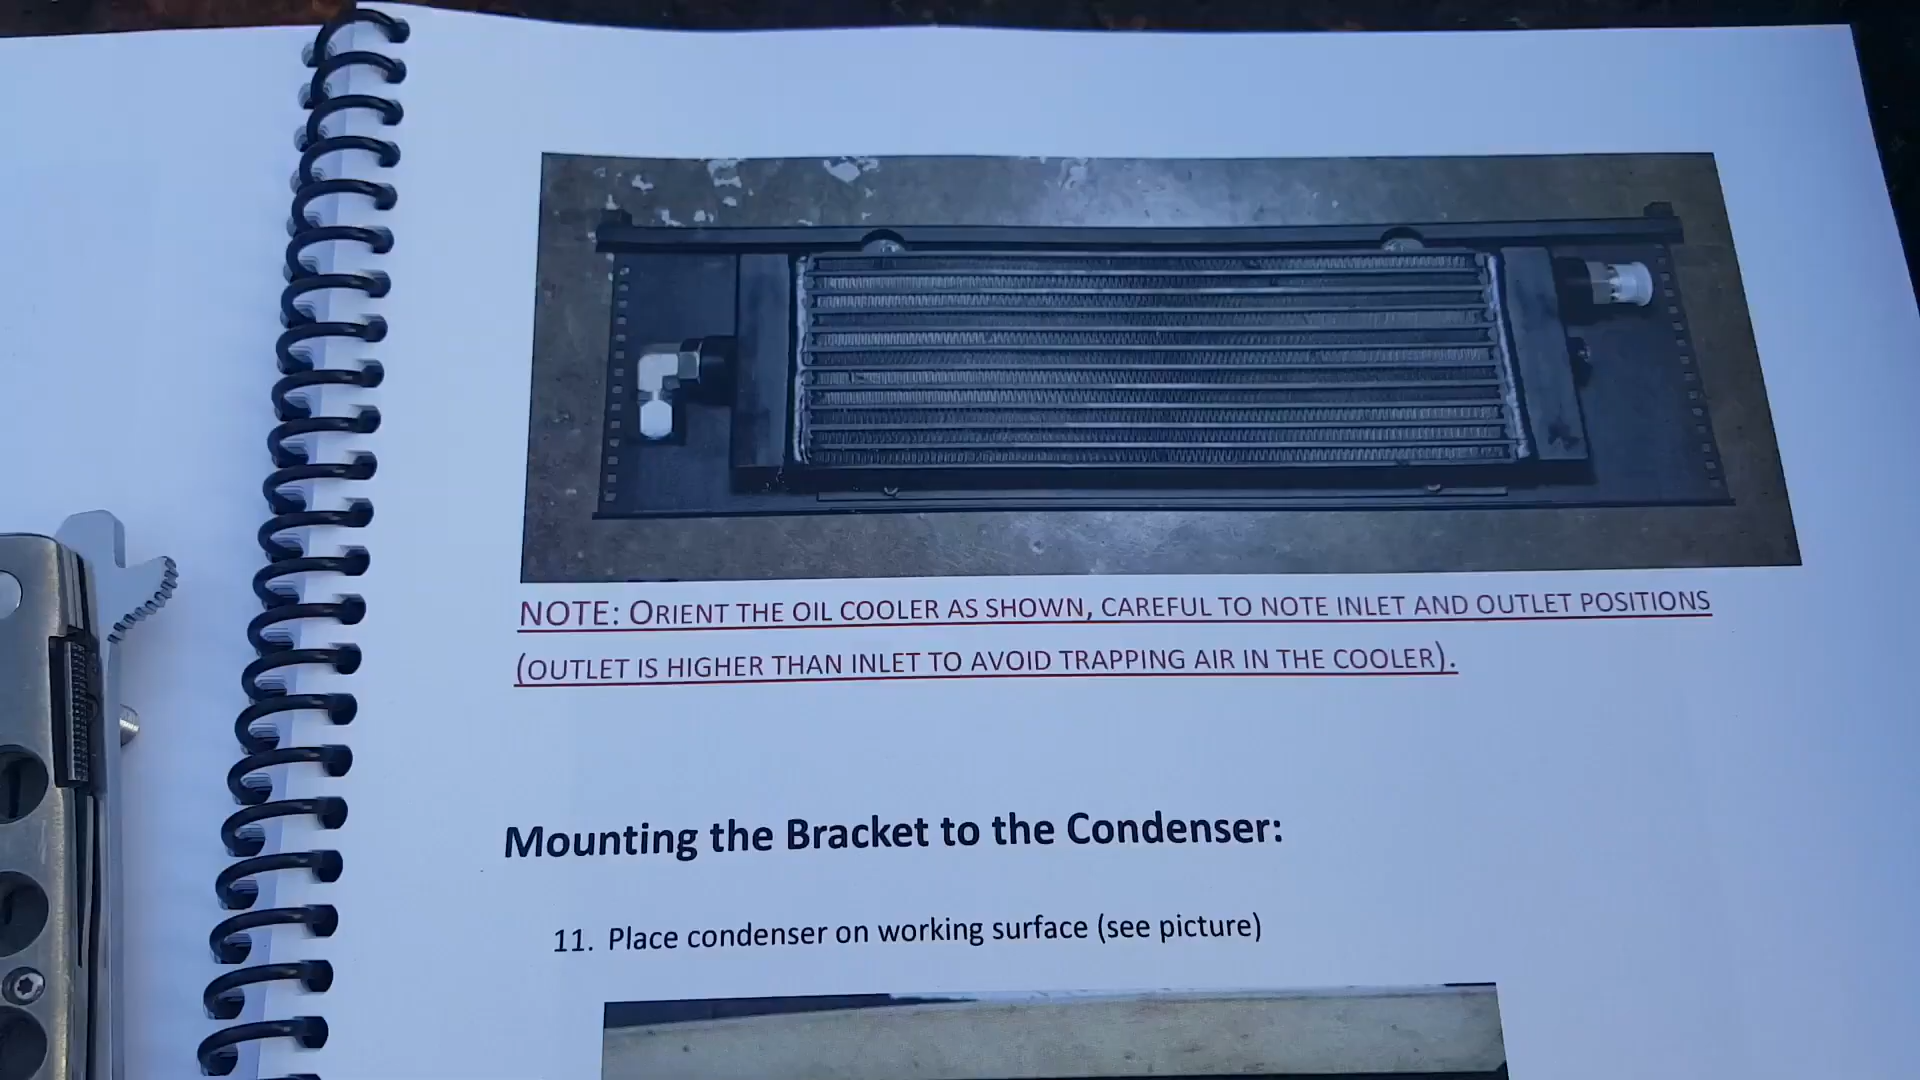 NOTE: ORIENT THE OIL COOLER AS SHOWN, CAREFUL TO NOTE INLET AND OUTLET POSITIONS
(OUTLET IS HIGHER THAN INLET TO AVOID TRAPPING AIR IN THE COOLER).
Mounting the Bracket to the Condenser:
11. Place condenser on working surface (see picture)